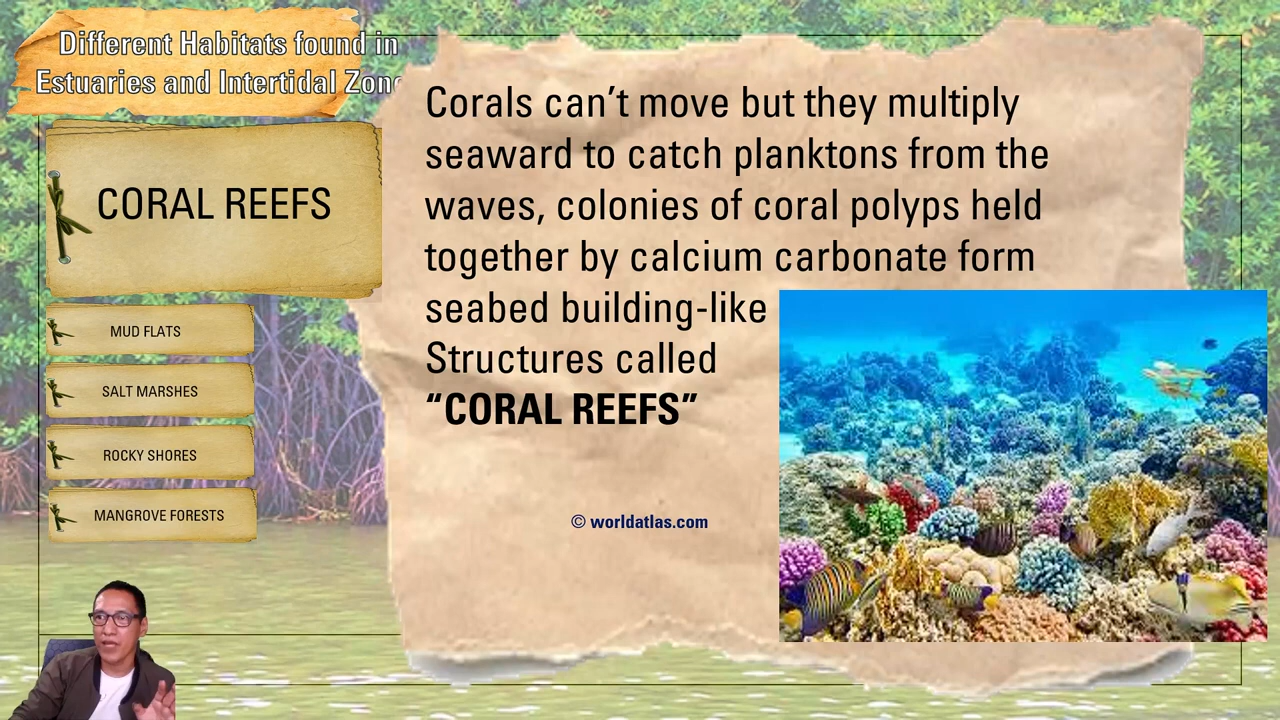 Different Habitats found in
Estuaries and Intertidal Zone
CORAL REEFS
MUD FLATS
SALT MARSHES
ROCKY SHORES
MANGROVE FORESTS
Corals can’t move but they multiply
seaward to catch planktons from the
waves, colonies of coral polyps held
together by calcium carbonate form
seabed building-like
Structures called
“CORAL REEFS”
© worldatlas.com